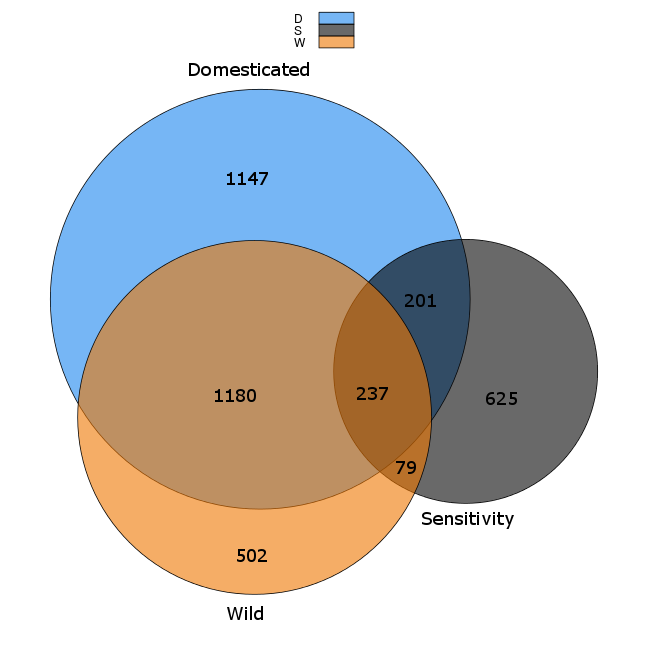 D
S
W
Domesticated
1147
201
1180
237
625
79
Sensitivity
502
Wild